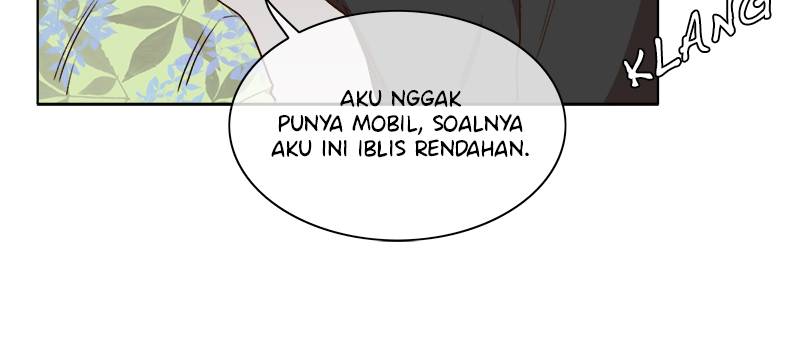 KLANG
AKU NGGAK
PUNYA MOBIL, SOALNYA
AKU INI IBLIS RENDAHAN.